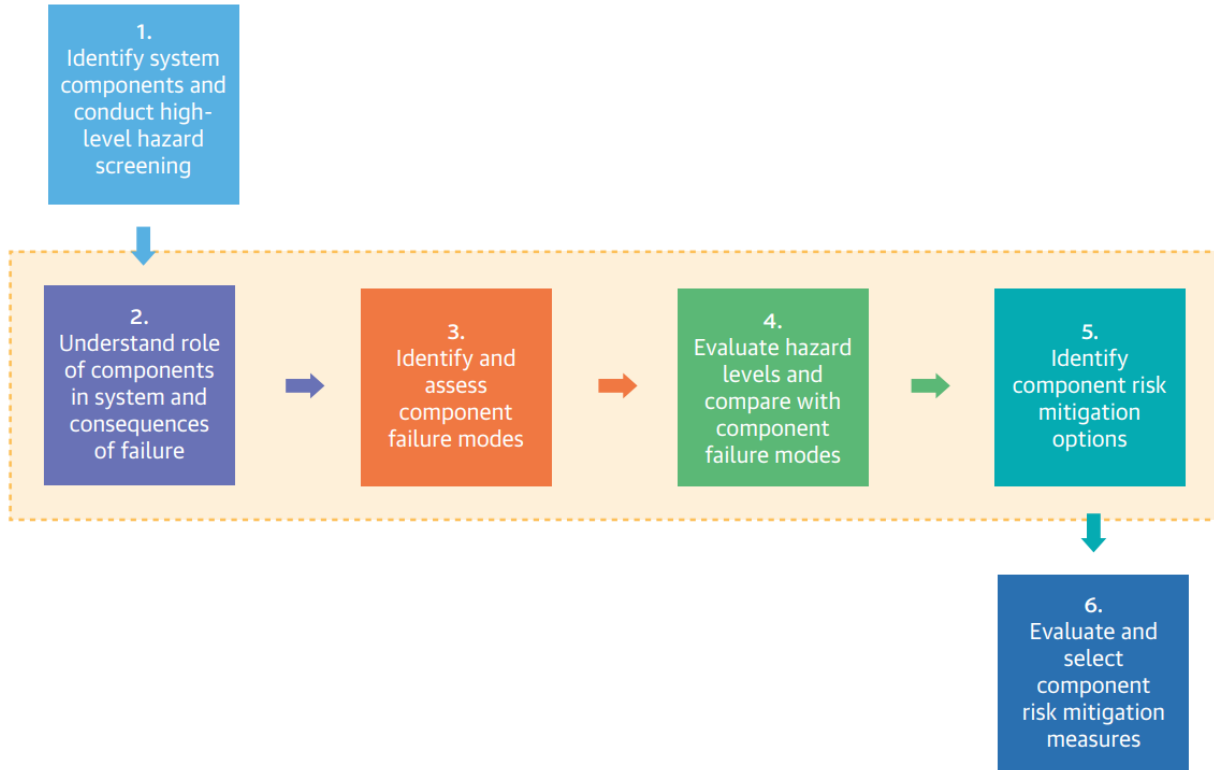 1.
Identify system
components and
conduct high-
level hazard
screening
2.
Understand role
of components
in system and
consequences
of failure
3.
Identify and
assess
component
failure modes
4.
Evaluate hazard
levels and
compare with
component
failure modes
5.
Identify
component risk
mitigation
options
6.
Evaluate and
select
component
risk mitigation
measures